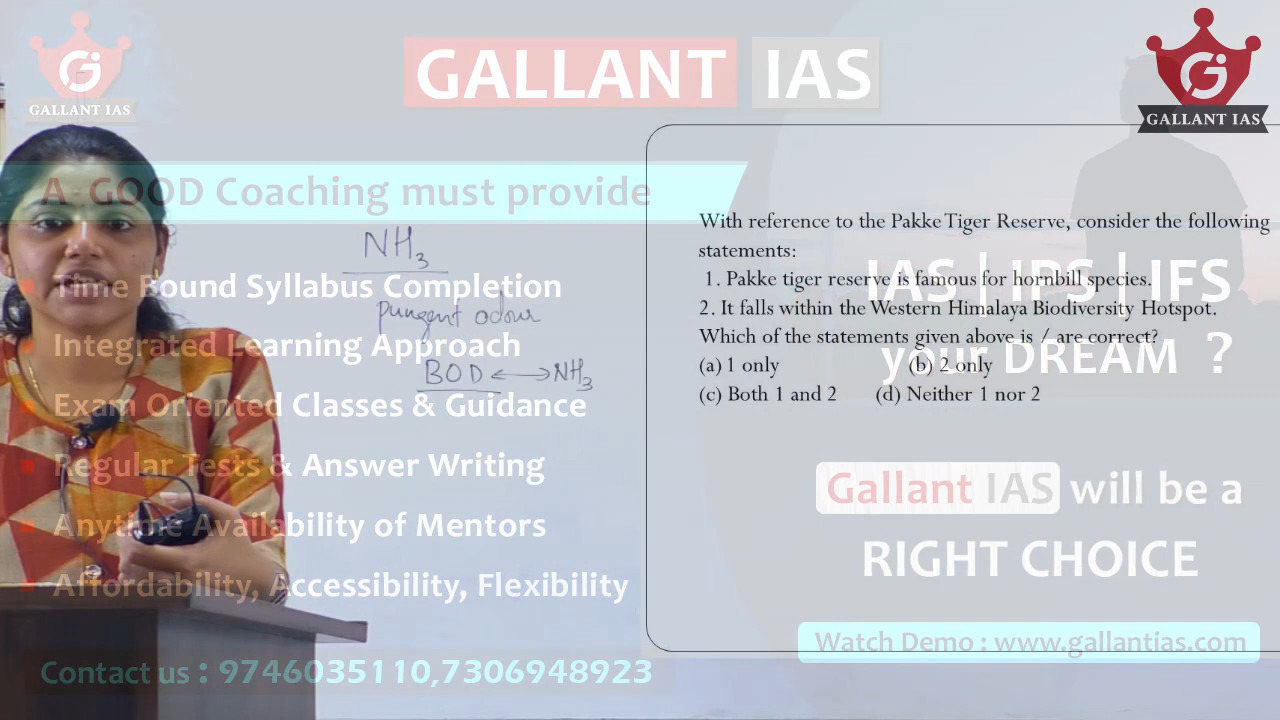 GALLANT IAS
GALLANT IAS
GALLANT IAS
A GOOD Coaching must provide
Time Bound Syllabus Completion
Integrated Learning Approach
Exam Oriented Classes & Guidance
Regular Tests & Answer Writing
Anytime Availability of Mentors
Affordability, Accessibility, Flexibility
Contact us : 9746035110,7306948923
NH3
pungent odour
BOD ⟷ NH3
With reference to the Pakke Tiger Reserve, consider the following
statements:
1. Pakke tiger reserve is famous for hornbill species.
2. It falls within the Western Himalaya Biodiversity Hotspot.
Which of the statements given above is / are correct?
(a) 1 only (b) 2 only
(c) Both 1 and 2 (d) Neither 1 nor 2
IAS | IPS | IFS
your DREAM ?
Gallant IAS will be a
RIGHT CHOICE
Watch Demo : www.gallantias.com